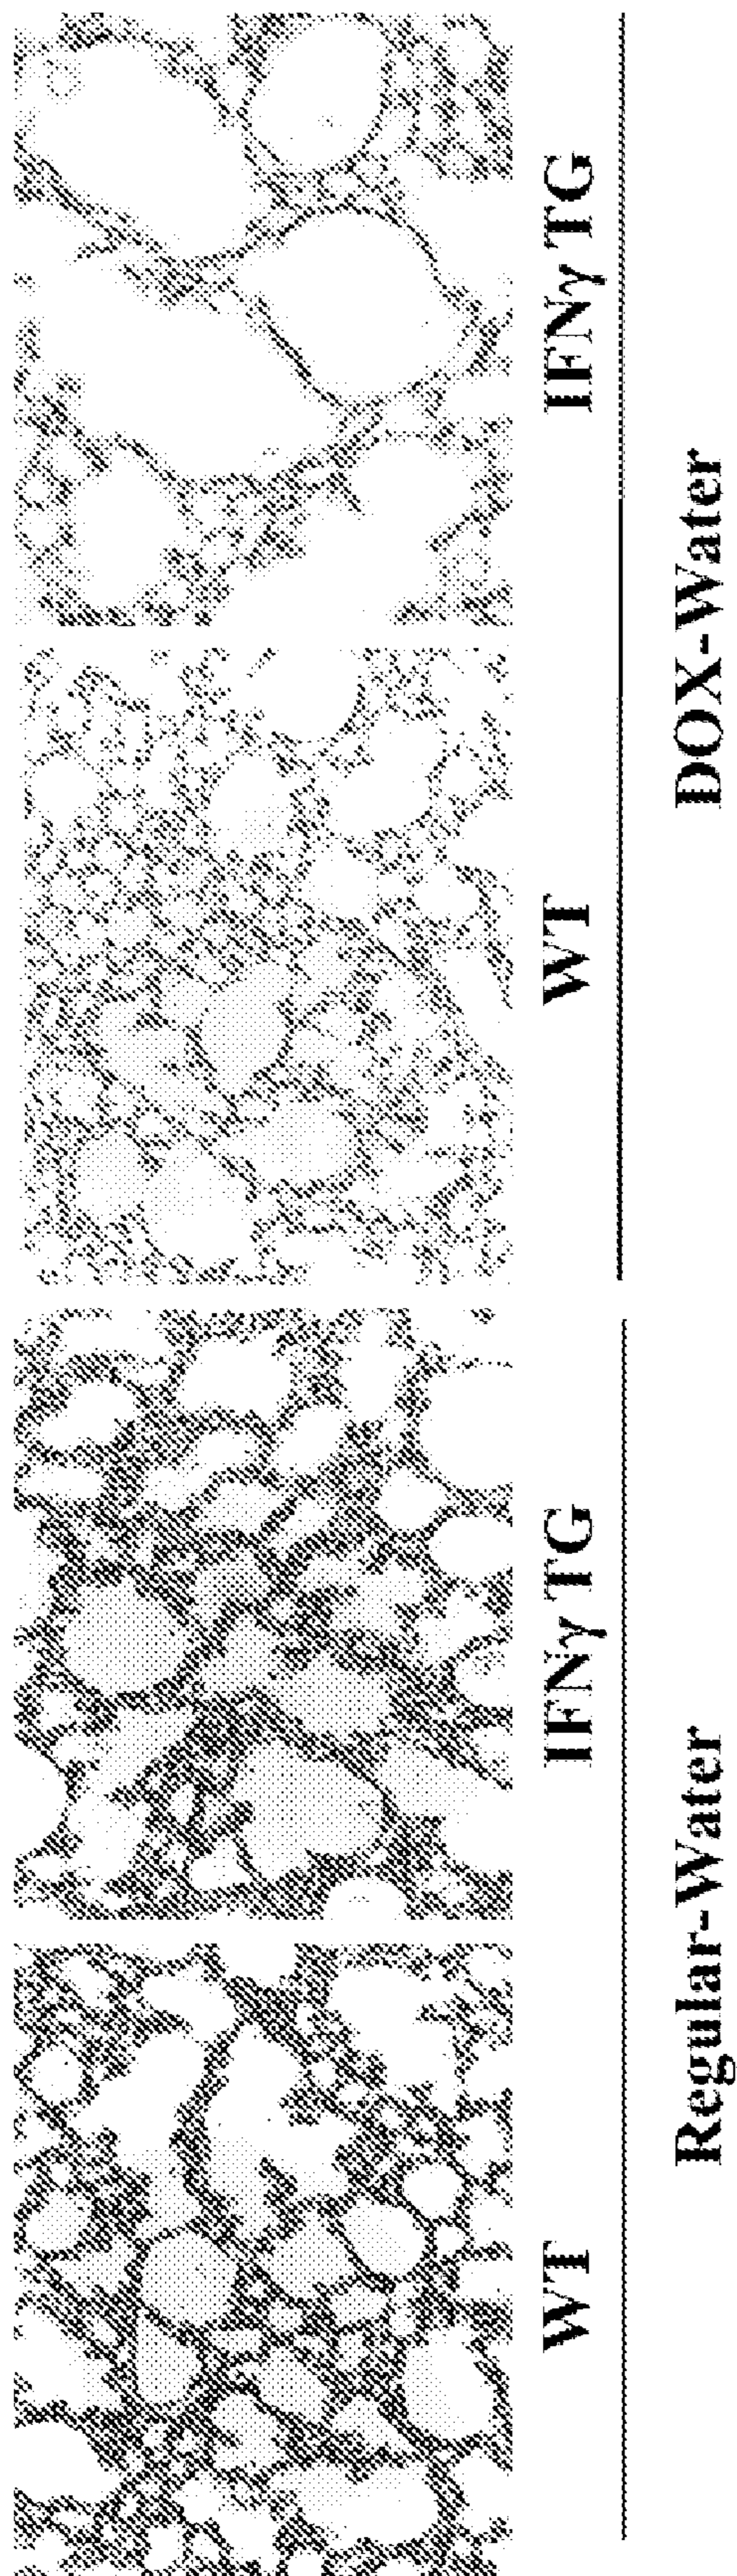 WT
IFNγ TG
WT
IFNγ TG
Regular-Water
DOX-Water